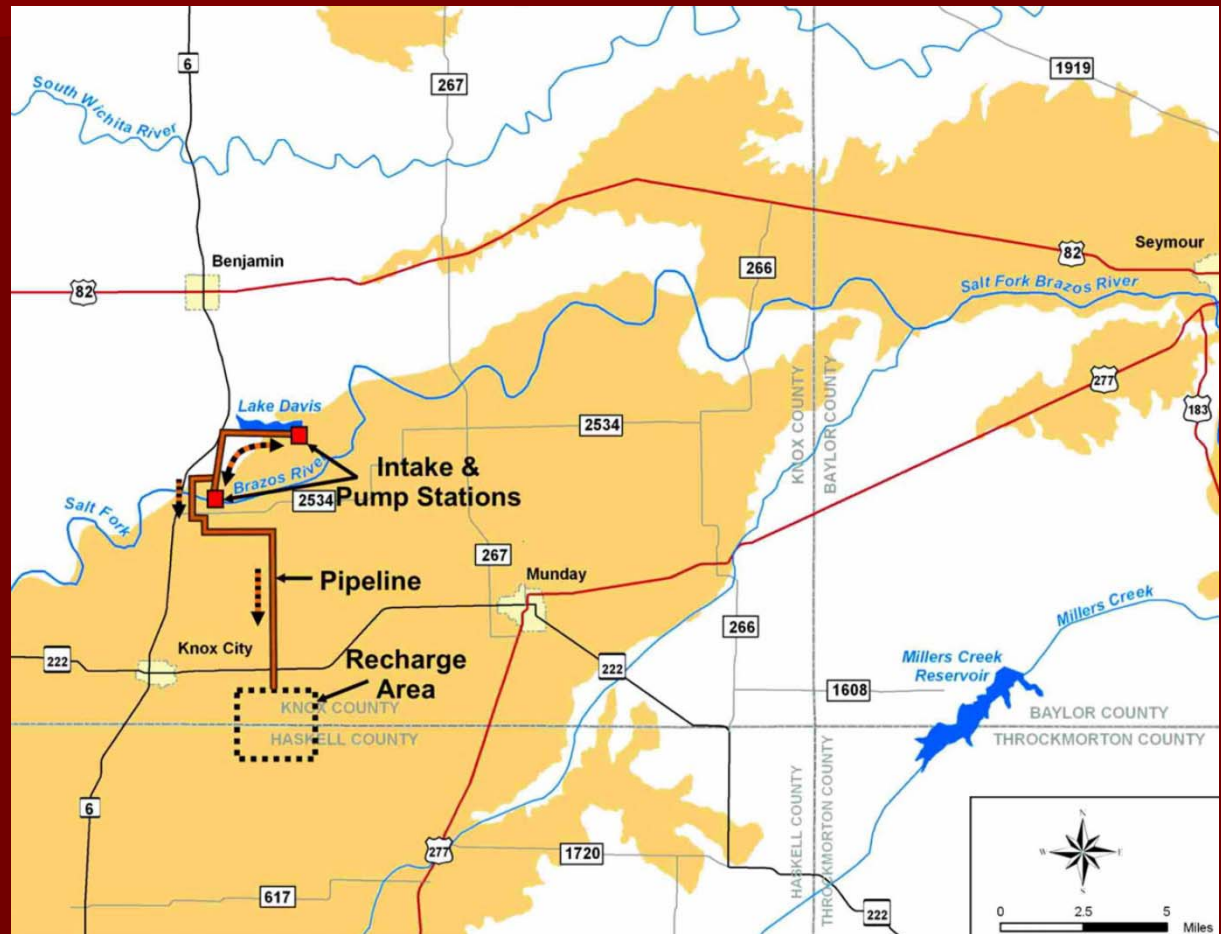 6
267
1919
South Wichita River
Benjamin
82
266
82
Seymour
Salt Fork Brazos River
277
183
KNOX COUNTY
BAYLOR COUNTY
Lake Davis
2534
Intake &
Pump Stations
Brazos River
2534
Salt Fork
267
Munday
Pipeline
266
Millers Creek
Knox City
222
Recharge
Area
222
Millers Creek
Reservoir
1608
KNOX COUNTY
HASKELL COUNTY
BAYLOR COUNTY
THROCKMORTON COUNTY
HASKELL COUNTY
THROCKMORTON COUNTY
6
277
1720
617
222
N
W
E
S
0 2.5 5
Miles